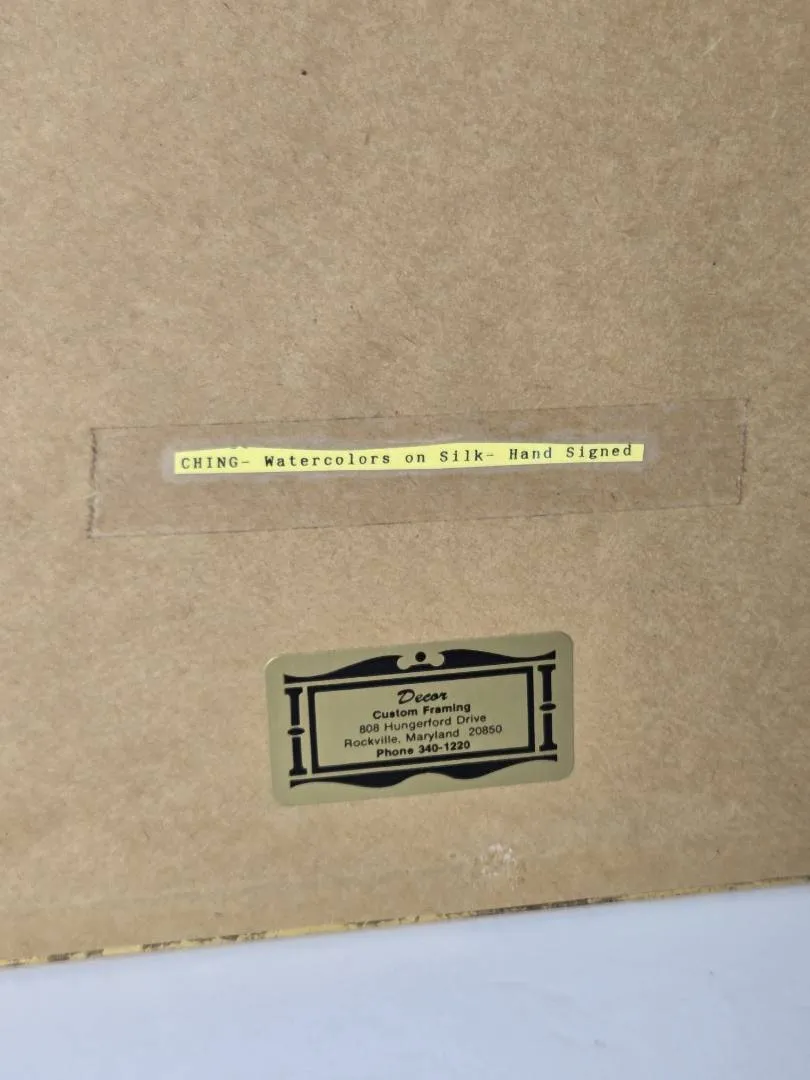 CHING- Watercolors on Silk- Hand Signed
Decor
Custom Framing
808 Hungerford Drive
Rockville, Maryland 20850
Phone 340-1220